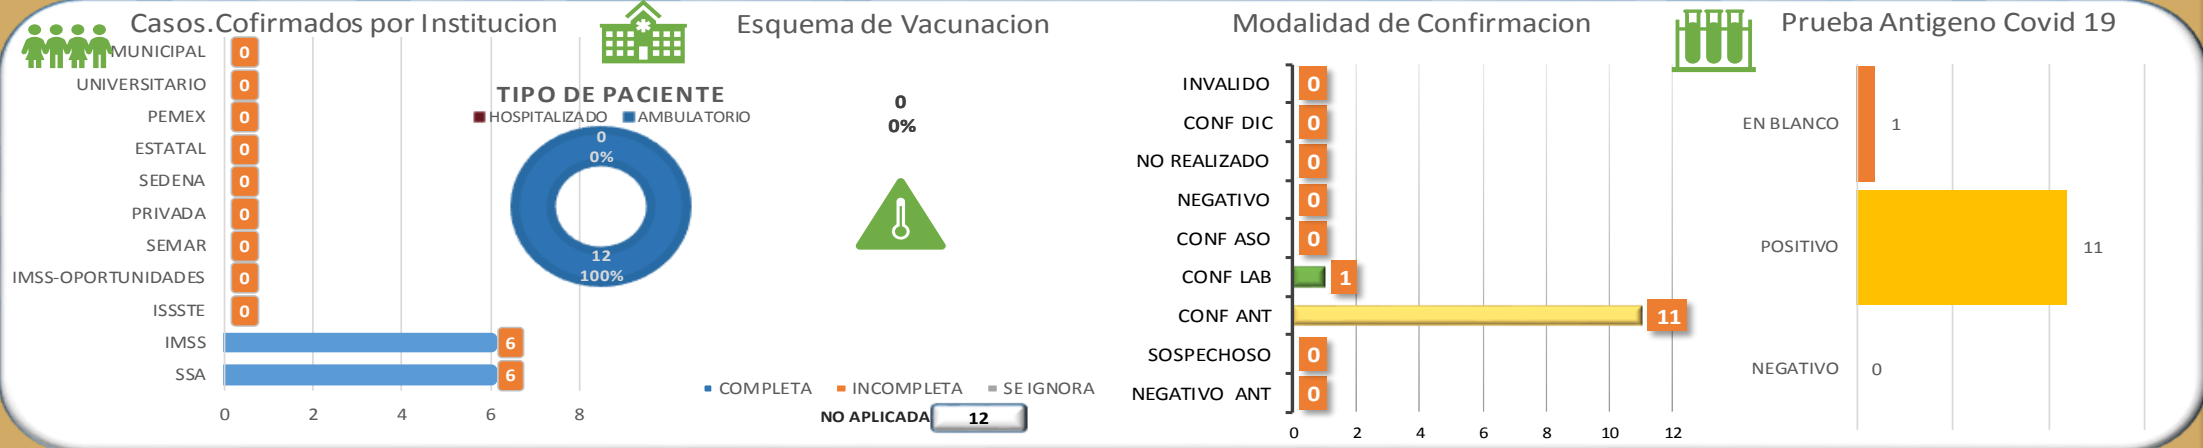 Casos.Cofirmados por Institucion
MUNICIPAL 0
UNIVERSITARIO 0
PEMEX 0
ESTATAL 0
SEDENA 0
PRIVADA 0
SEMAR 0
IMSS-OPORTUNIDADES 0
ISSSTE 0
IMSS 6
SSA 6
0 2 4 6 8
TIPO DE PACIENTE
HOSPITALIZADO AMBULATORIO
0
0%
12
100%
Esquema de Vacunacion
0
0%
COMPLETA INCOMPLETA SE IGNORA
NO APLICADA 12
Modalidad de Confirmacion
INVALIDO 0
CONF DIC 0
NO REALIZADO 0
NEGATIVO 0
CONF ASO 0
CONF LAB 1
CONF ANT 11
SOSPECHOSO 0
NEGATIVO ANT 0
0 2 4 6 8 10 12
Prueba Antigeno Covid 19
EN BLANCO 1
POSITIVO 11
NEGATIVO 0